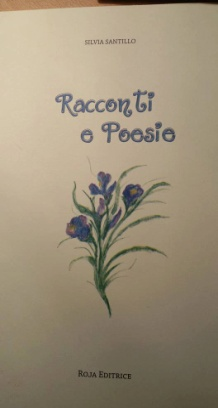 SILVIA SANTILLO
Racconti
e Poesie
ROJA EDITRICE